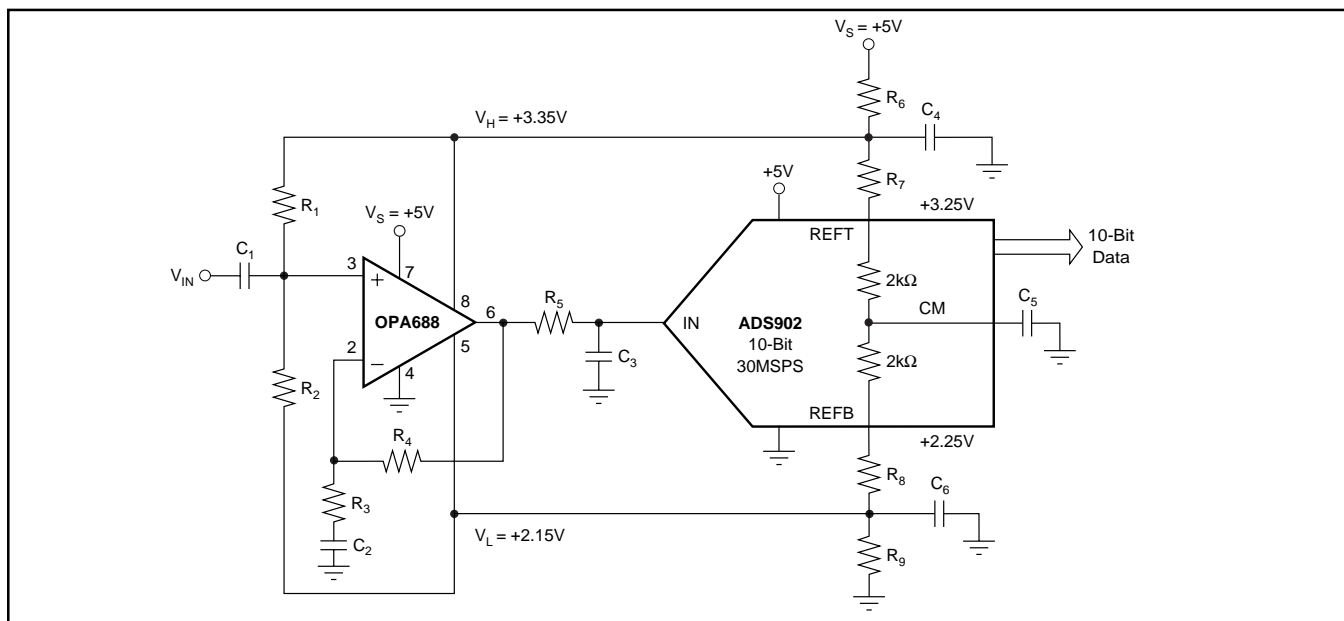 V_S = +5V
R_6
V_H = +3.35V
C_4
R_7
+5V
+3.25V
R_1
V_S = +5V
REFT
10-Bit
Data
C_1
V_IN
3
+
7
8
2kΩ
R_5
C_5
OPA688
6
IN
ADS902
CM
10-Bit
30MSPS
2
−
5
4
C_3
2kΩ
R_2
REFB
+2.25V
R_4
R_8
C_6
R_3
V_L = +2.15V
C_2
R_9